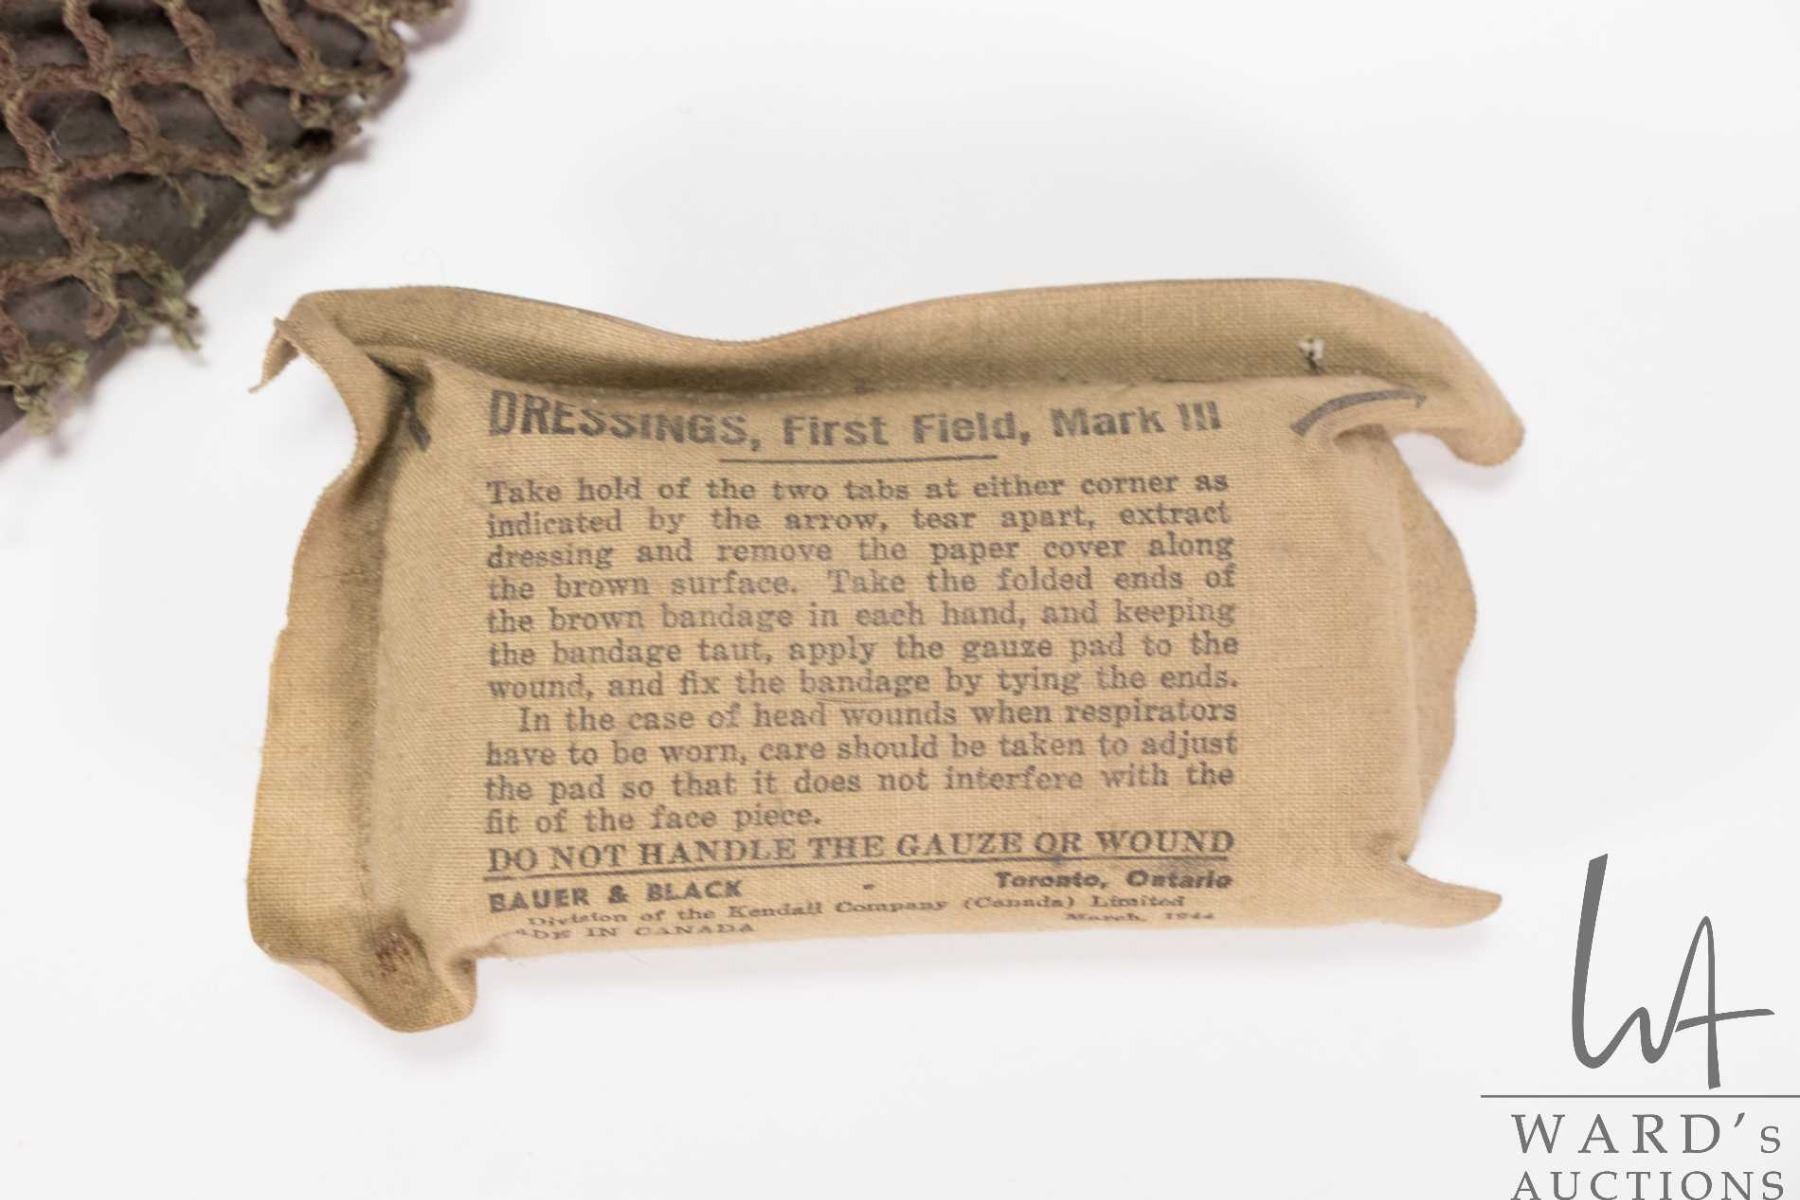 DRESSINGS, First Field, Mark III
Take hold of the two tabs at either corner as
indicated by the arrow, tear apart, extract
dressing and remove the paper cover along
the brown surface. Take the folded ends of
the brown bandage in each hand, and keeping
the bandage taut, apply the gauze pad to the
wound, and fix the bandage by tying the ends.
In the case of head wounds when respirators
have to be worn, care should be taken to adjust
the pad so that it does not interfere with the
fit of the face piece.
DO NOT HANDLE THE GAUZE OR WOUND
BAUER & BLACK - Toronto, Ontario
Division of the Kendall Company (Canada) Limited
IN CANADA March, 1944
WA
WARD's
AUCTIONS